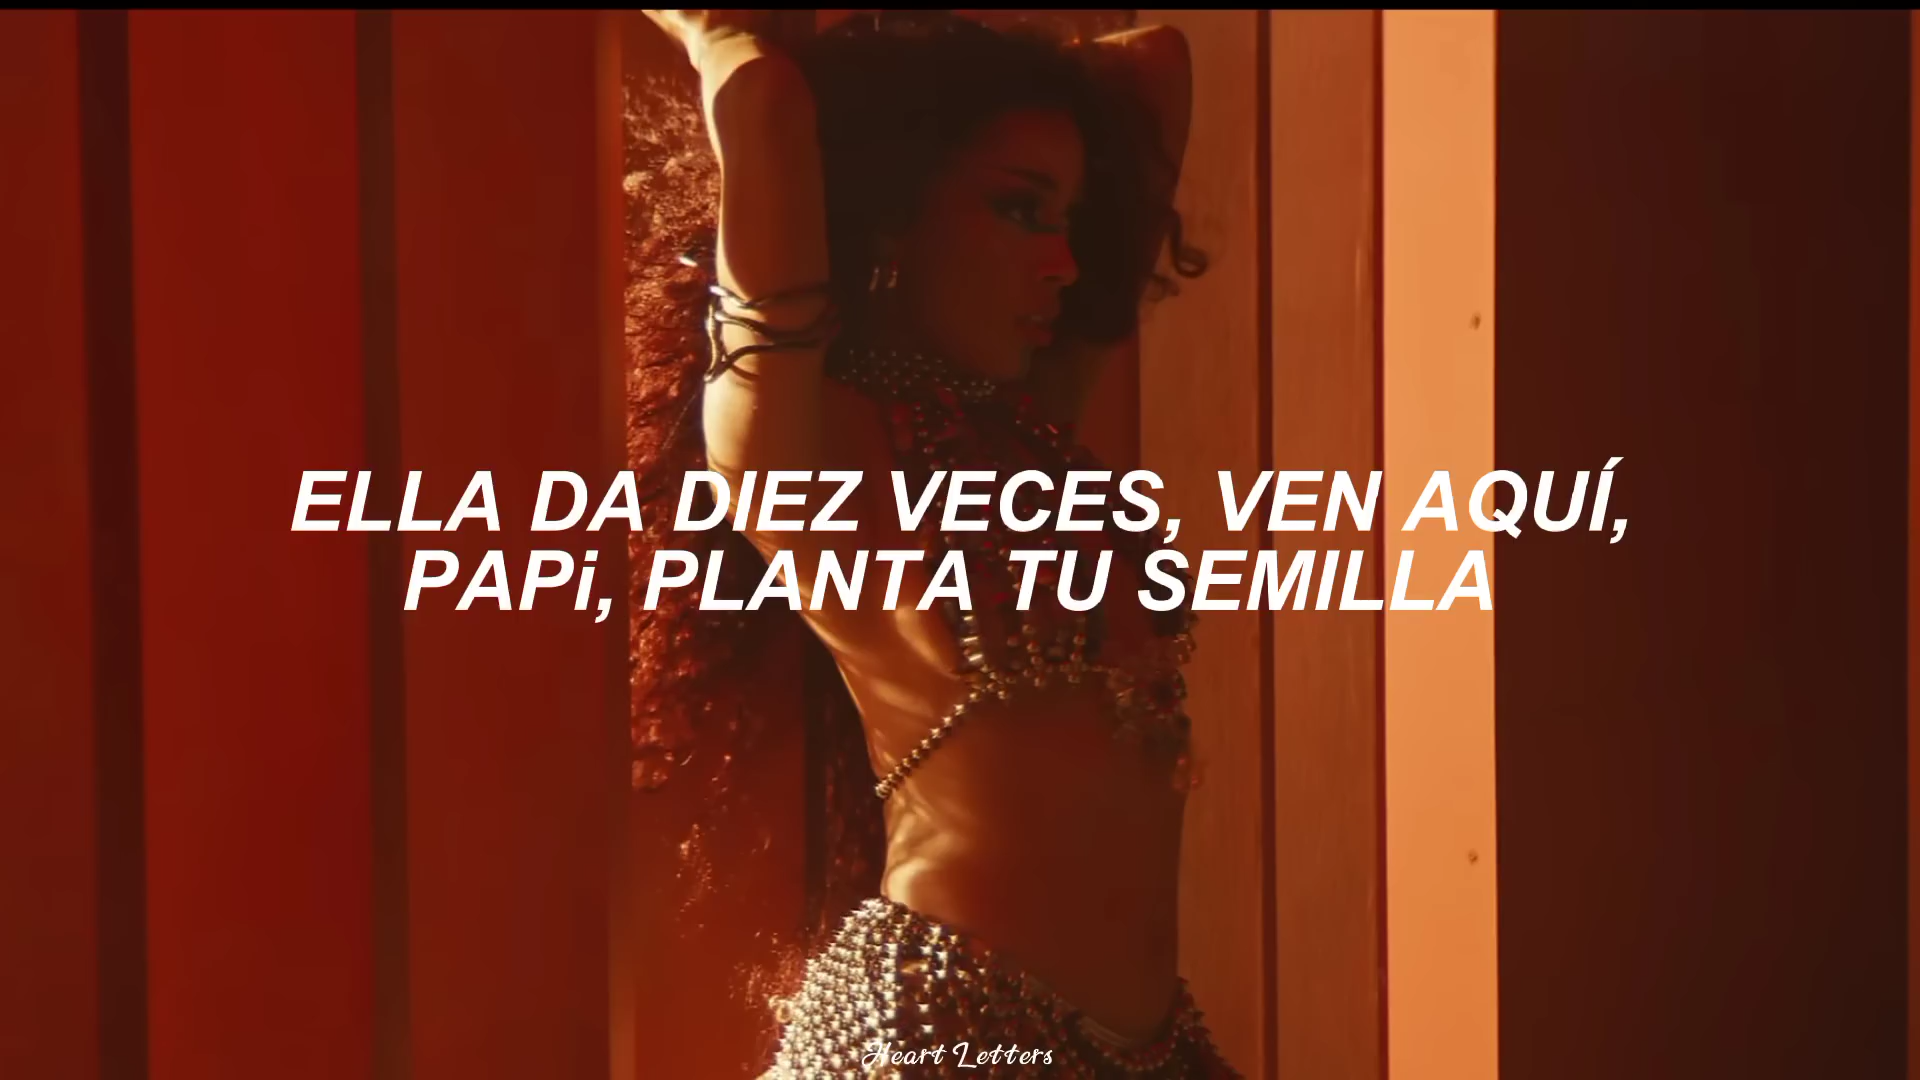 ELLA DA DIEZ VECES, VEN AQUÍ,
PAPi, PLANTA TU SEMILLA
Heart Letters